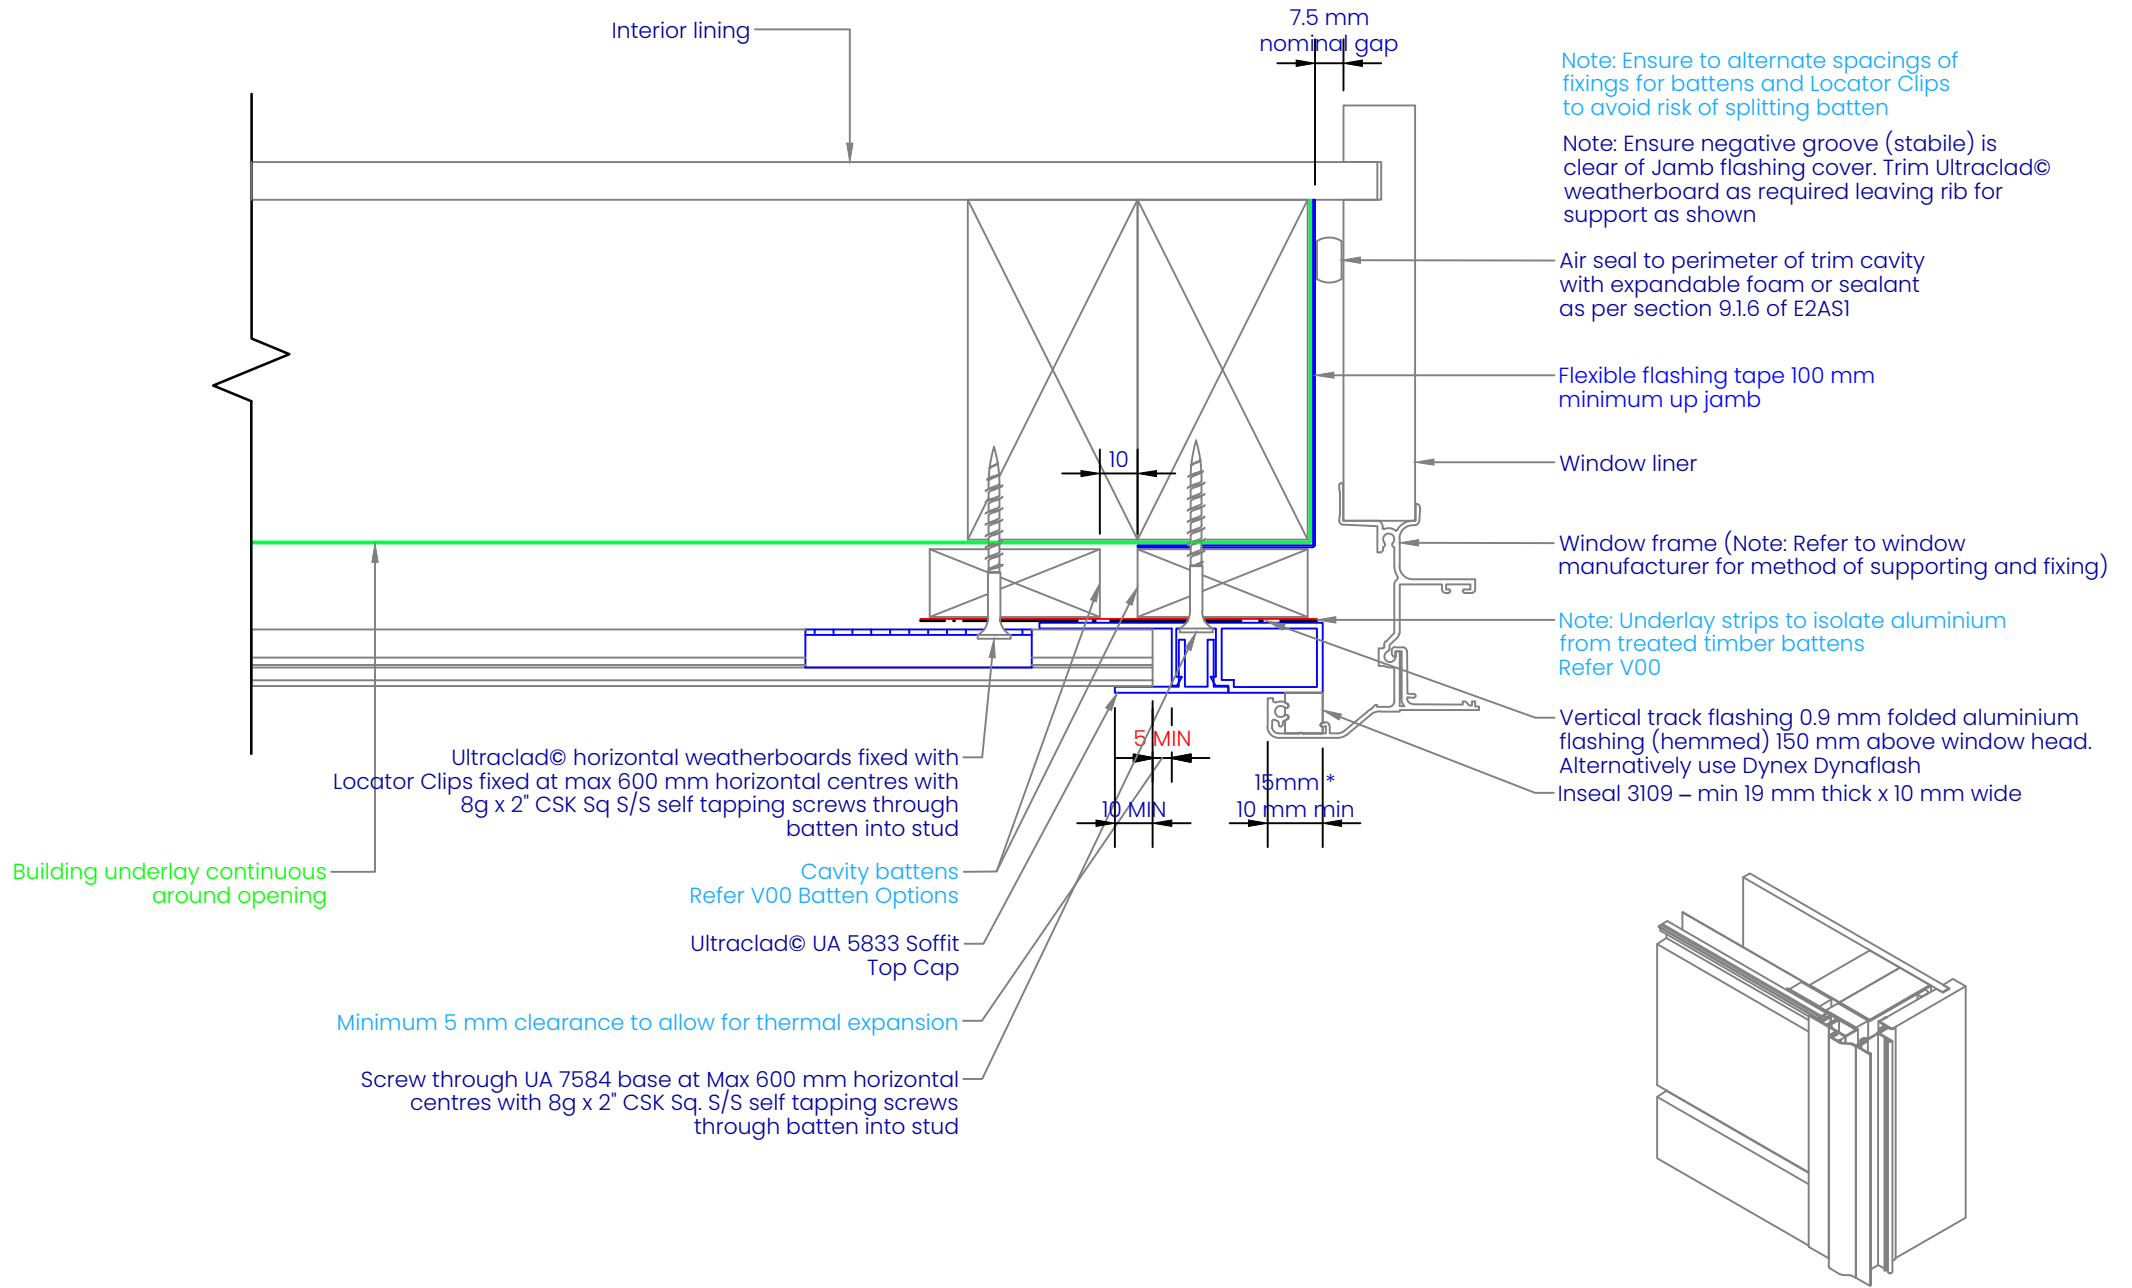 Interior lining
7.5 mm
nominal gap
Note: Ensure to alternate spacings of
fixings for battens and Locator Clips
to avoid risk of splitting batten
Note: Ensure negative groove (stabile) is
clear of Jamb flashing cover. Trim Ultraclad©
weatherboard as required leaving rib for
support as shown
Air seal to perimeter of trim cavity
with expandable foam or sealant
as per section 9.1.6 of E2AS1
Flexible flashing tape 100 mm
minimum up jamb
10
Window liner
Window frame (Note: Refer to window
manufacturer for method of supporting and fixing)
Note: Underlay strips to isolate aluminium
from treated timber battens
Refer V00
Vertical track flashing 0.9 mm folded aluminium
flashing (hemmed) 150 mm above window head.
Alternatively use Dynex Dynaflash
Inseal 3109 – min 19 mm thick x 10 mm wide
5 MIN
15mm *
10 mm min
10 MIN
Ultraclad© horizontal weatherboards fixed with
Locator Clips fixed at max 600 mm horizontal centres with
8g x 2" CSK Sq S/S self tapping screws through
batten into stud
Building underlay continuous
around opening
Cavity battens
Refer V00 Batten Options
Ultraclad© UA 5833 Soffit
Top Cap
Minimum 5 mm clearance to allow for thermal expansion
Screw through UA 7584 base at Max 600 mm horizontal
centres with 8g x 2" CSK Sq. S/S self tapping screws
through batten into stud